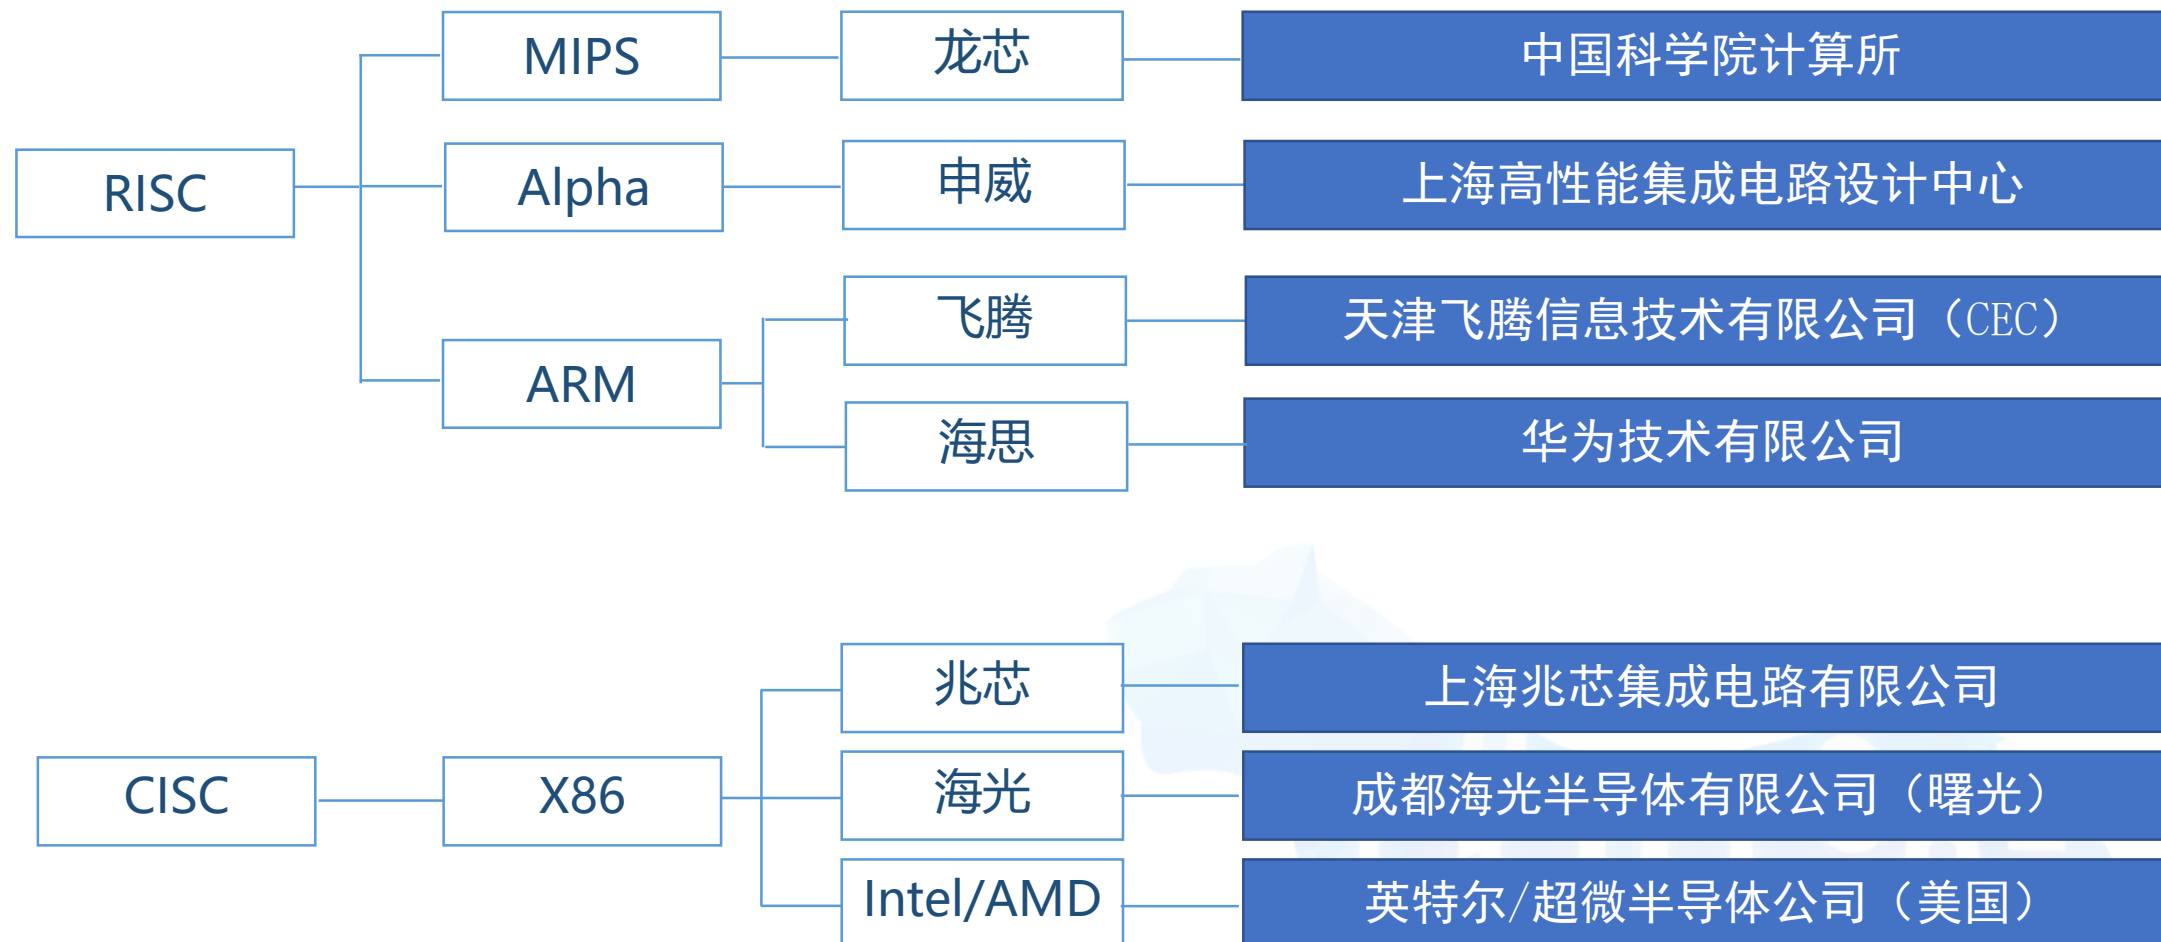 MIPS
龙芯
中国科学院计算所
RISC
Alpha
申威
上海高性能集成电路设计中心
飞腾
天津飞腾信息技术有限公司（CEC）
ARM
海思
华为技术有限公司
兆芯
上海兆芯集成电路有限公司
CISC
X86
海光
成都海光半导体有限公司（曙光）
Intel/AMD
英特尔/超微半导体公司（美国）